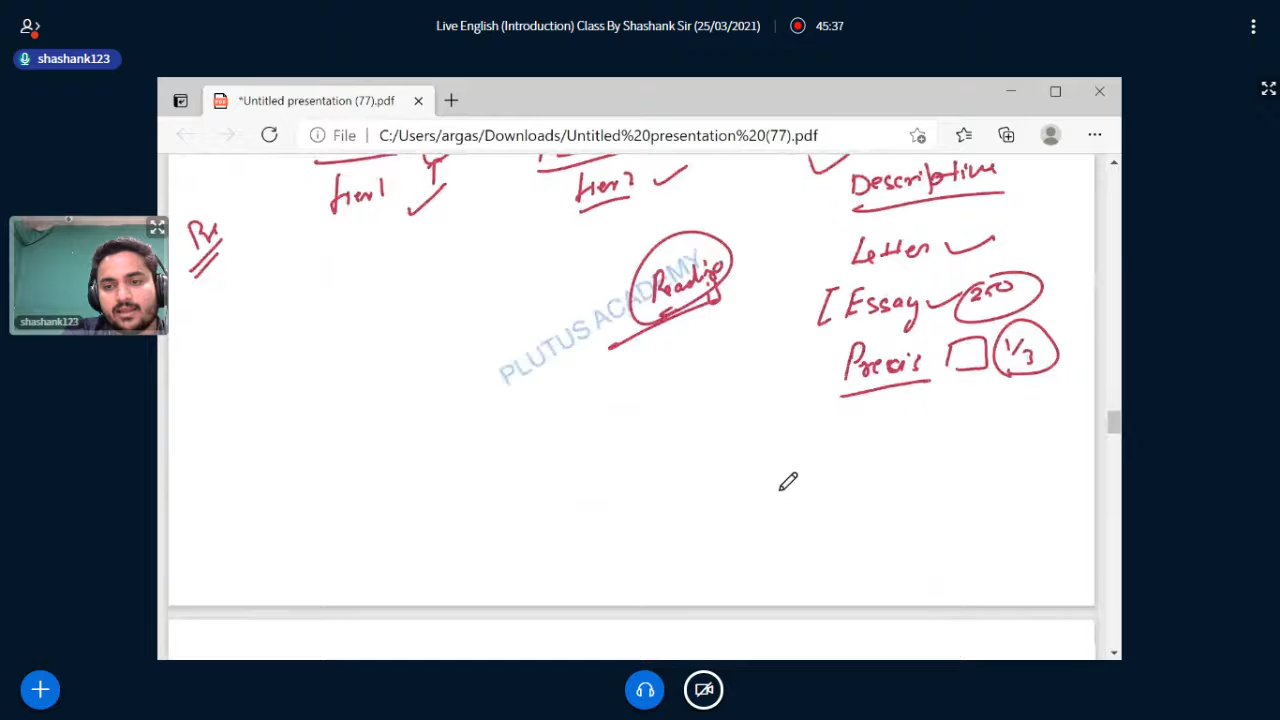 Live English (Introduction) Class By Shashank Sir (25/03/2021)
45:37
shashank123
*Untitled presentation (77).pdf
File
C:/Users/argas/Downloads/Untitled%20presentation%20(77).pdf
Tier 1
Tier 2
Descriptive
Letter
shashank123
Reading
PLUTUS ACADEMY
[ Essay 250
Precis 1/3